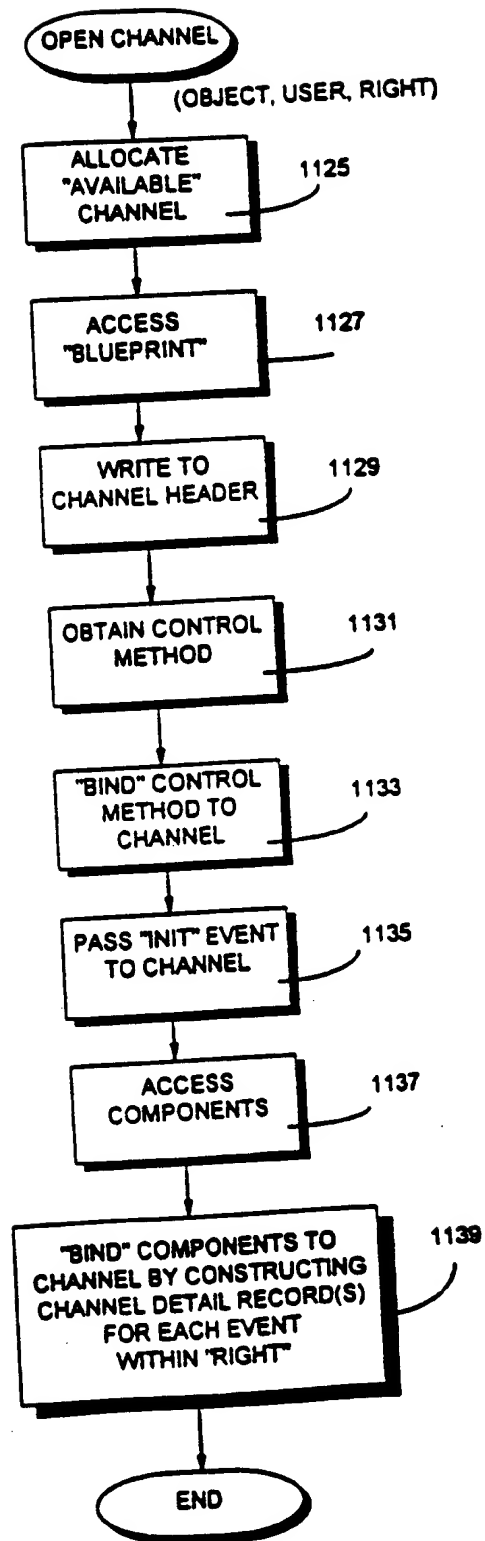 OPEN CHANNEL
(OBJECT, USER, RIGHT)
ALLOCATE
"AVAILABLE"
CHANNEL
1125
ACCESS
"BLUEPRINT"
1127
WRITE TO
CHANNEL HEADER
1129
OBTAIN CONTROL
METHOD
1131
"BIND" CONTROL
METHOD TO
CHANNEL
1133
PASS "INIT" EVENT
TO CHANNEL
1135
ACCESS
COMPONENTS
1137
"BIND" COMPONENTS TO
CHANNEL BY CONSTRUCTING
CHANNEL DETAIL RECORD(S)
FOR EACH EVENT
WITHIN "RIGHT"
1139
END